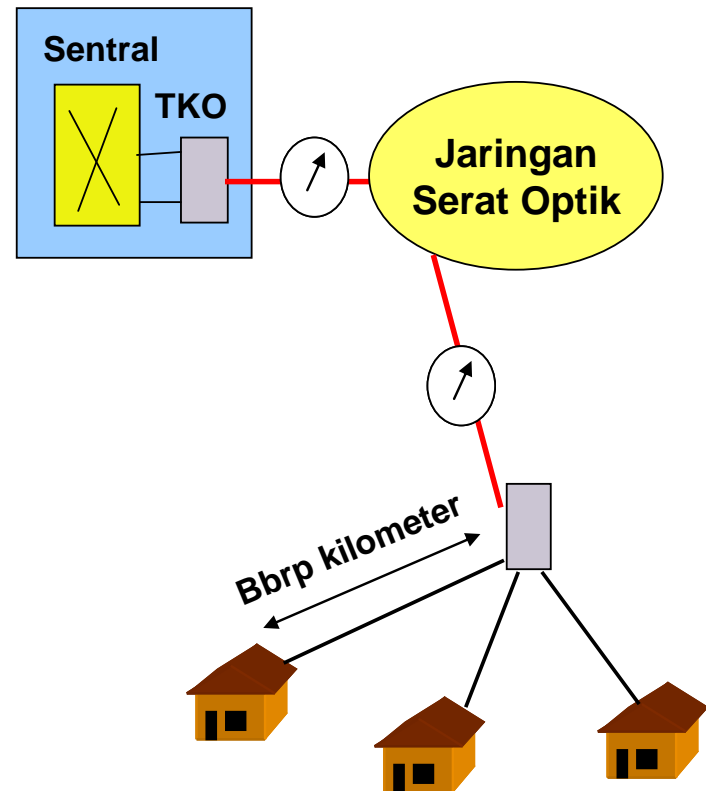 Sentral
TKO
Jaringan
Serat Optik
Bbrp kilometer